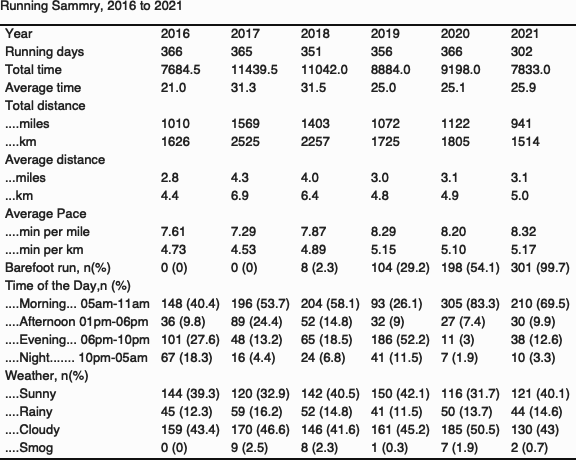 Running Sammry, 2016 to 2021
Year 2016 2017 2018 2019 2020 2021
Running days 366 365 351 356 366 302
Total time 7684.5 11439.5 11042.0 8884.0 9198.0 7833.0
Average time 21.0 31.3 31.5 25.0 25.1 25.9
Total distance
....miles 1010 1569 1403 1072 1122 941
....km 1626 2525 2257 1725 1805 1514
Average distance
...miles 2.8 4.3 4.0 3.0 3.1 3.1
...km 4.4 6.9 6.4 4.8 4.9 5.0
Average Pace
....min per mile 7.61 7.29 7.87 8.29 8.20 8.32
....min per km 4.73 4.53 4.89 5.15 5.10 5.17
Barefoot run, n(%) 0 (0) 0 (0) 8 (2.3) 104 (29.2) 198 (54.1) 301 (99.7)
Time of the Day,n (%)
....Morning... 05am-11am 148 (40.4) 196 (53.7) 204 (58.1) 93 (26.1) 305 (83.3) 210 (69.5)
....Afternoon 01pm-06pm 36 (9.8) 89 (24.4) 52 (14.8) 32 (9) 27 (7.4) 30 (9.9)
....Evening... 06pm-10pm 101 (27.6) 48 (13.2) 65 (18.5) 186 (52.2) 11 (3) 38 (12.6)
....Night....... 10pm-05am 67 (18.3) 16 (4.4) 24 (6.8) 41 (11.5) 7 (1.9) 10 (3.3)
Weather, n(%)
....Sunny 144 (39.3) 120 (32.9) 142 (40.5) 150 (42.1) 116 (31.7) 121 (40.1)
....Rainy 45 (12.3) 59 (16.2) 52 (14.8) 41 (11.5) 50 (13.7) 44 (14.6)
....Cloudy 159 (43.4) 170 (46.6) 146 (41.6) 161 (45.2) 185 (50.5) 130 (43)
....Smog 0 (0) 9 (2.5) 8 (2.3) 1 (0.3) 7 (1.9) 2 (0.7)